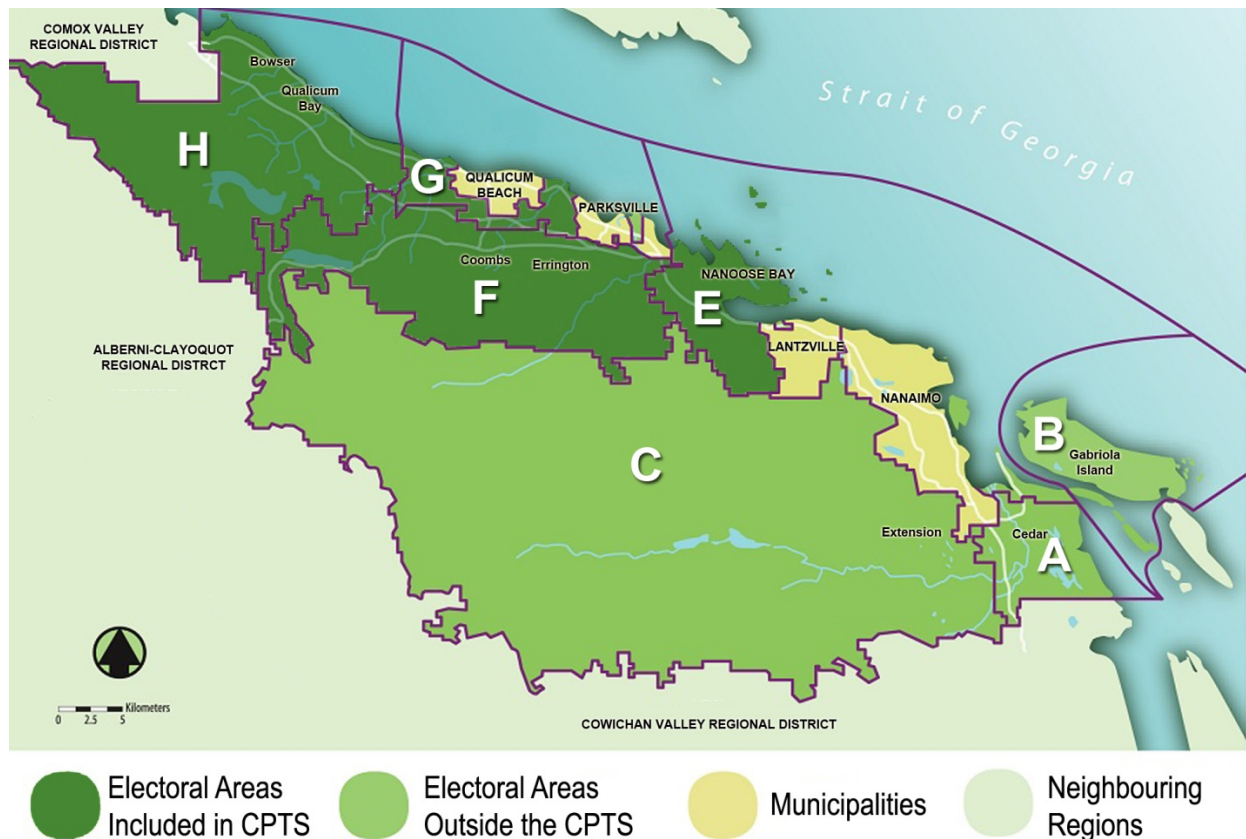 COMOX VALLEY
REGIONAL DISTRICT
Bowser
Qualicum
Bay
Strait of Georgia
H
G
QUALICUM
BEACH
PARKSVILLE
Coombs
Errington
NANOOSE BAY
F
E
ALBERNI-CLAYOQUOT
REGIONAL DISTRCT
LANTZVILLE
NANAIMO
B
Gabriola
Island
C
Extension
Cedar
A
Kilometers
0 2.5 5
COWICHAN VALLEY REGIONAL DISTRICT
Electoral Areas
Included in CPTS
Electoral Areas
Outside the CPTS
Municipalities
Neighbouring
Regions